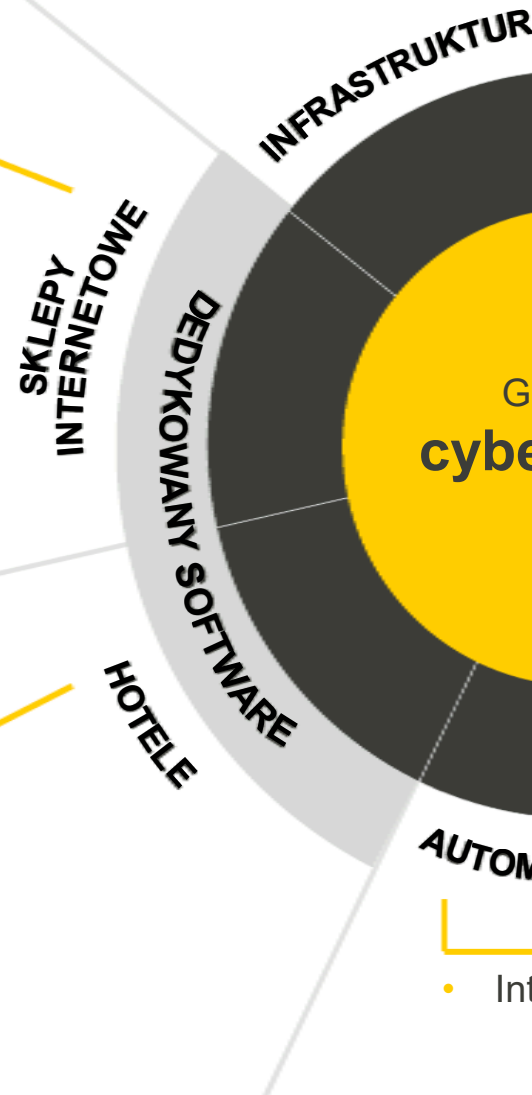 INFRASTRUKTUR
SKLEPY
INTERNETOWE
DEDYKOWANY SOFTWARE
G
cybe
HOTELE
AUTOM
• Int